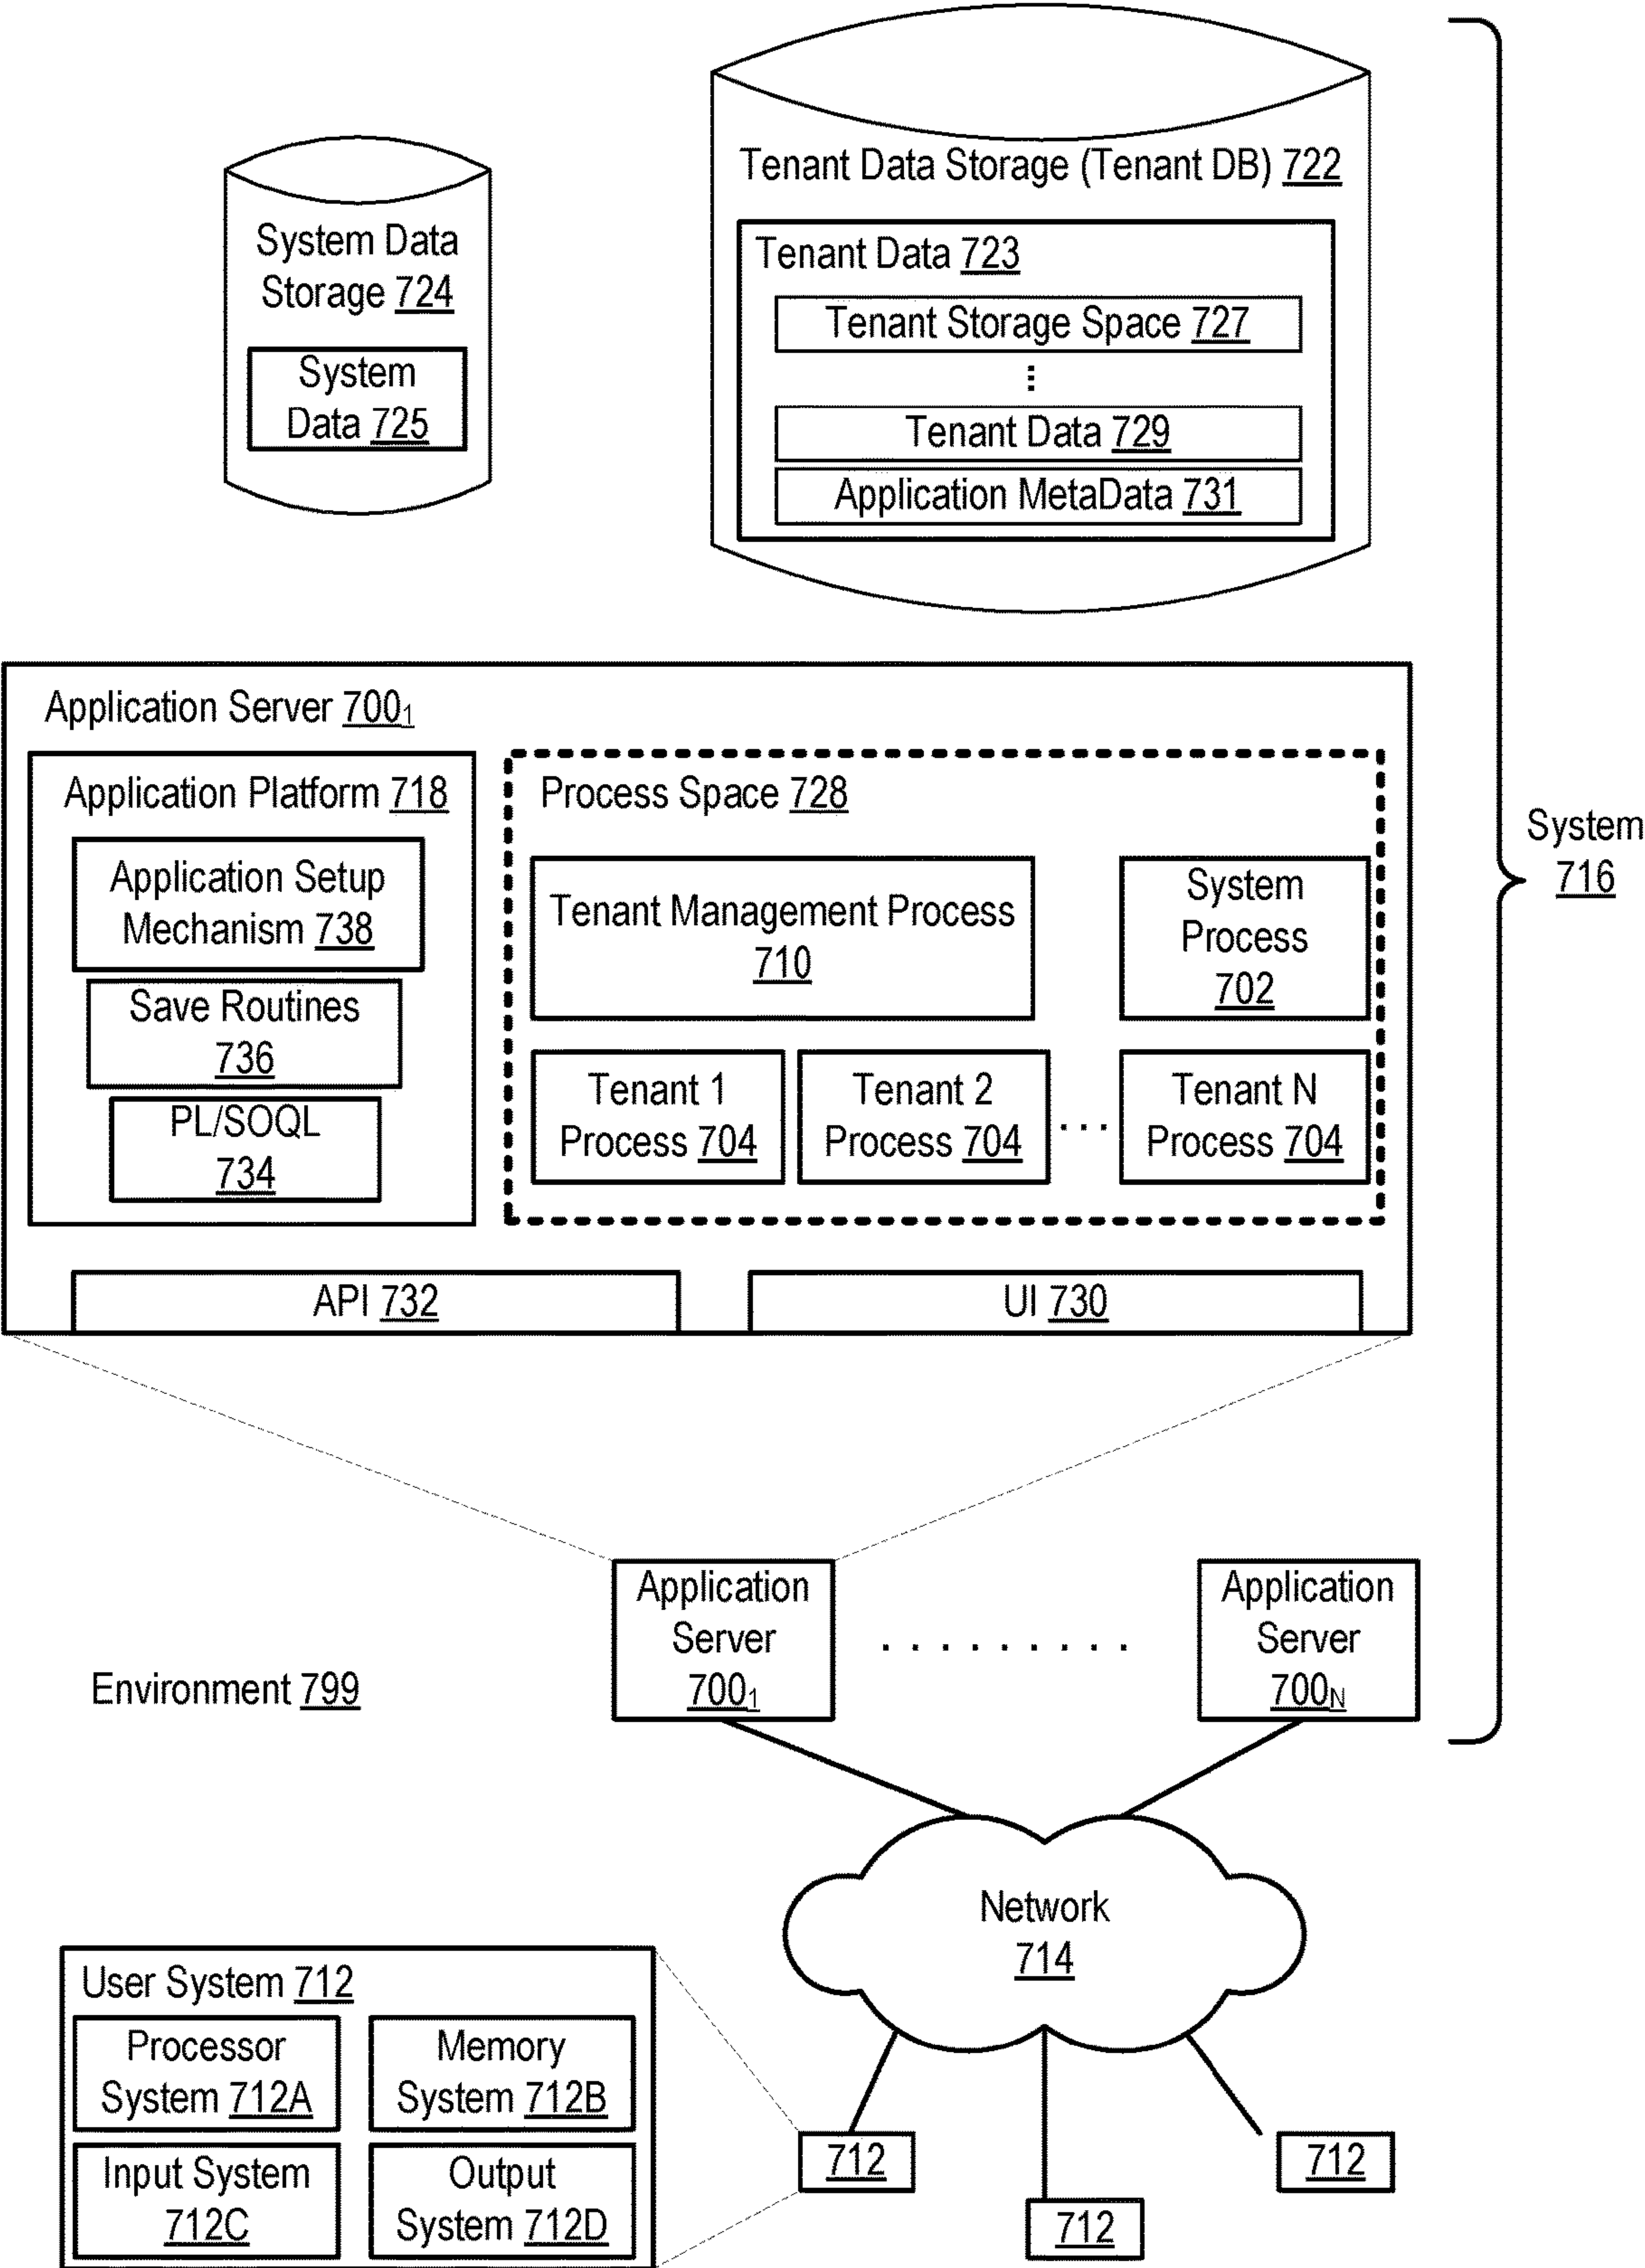 Tenant Data Storage (Tenant DB) 722
System Data
Storage 724
System
Data 725
Tenant Data 723
Tenant Storage Space 727
⋮
Tenant Data 729
Application MetaData 731
System
716
Application Server 700₁
Application Platform 718
Application Setup
Mechanism 738
Save Routines
736
PL/SOQL
734
Process Space 728
Tenant Management Process
710
System
Process
702
Tenant 1
Process 704
Tenant 2
Process 704
...
Tenant N
Process 704
API 732
UI 730
Application
Server
700₁
.........
Application
Server
700N
Environment 799
Network
714
User System 712
Processor
System 712A
Memory
System 712B
Input System
712C
Output
System 712D
712
712
712